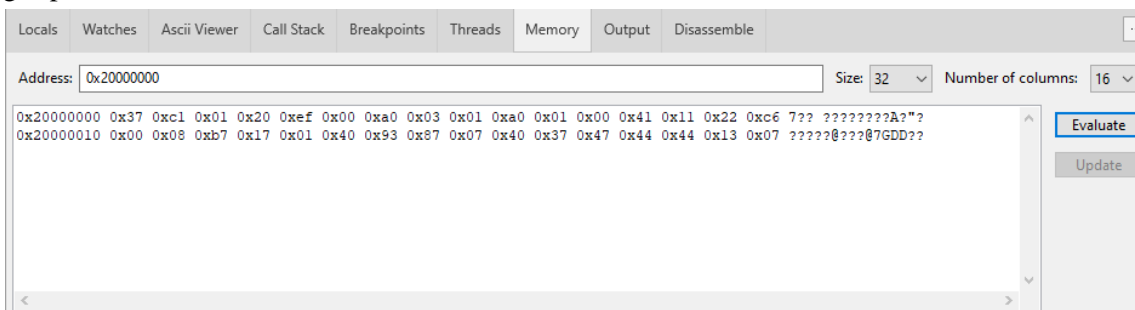 Locals Watches Ascii Viewer Call Stack Breakpoints Threads Memory Output Disassemble
Address: 0x20000000 Size: 32 Number of columns: 16
0x20000000 0x37 0xc1 0x01 0x20 0xef 0x00 0xa0 0x03 0x01 0xa0 0x01 0x00 0x41 0x11 0x22 0xc6 7?? ????????A?"?
0x20000010 0x00 0x08 0xb7 0x17 0x01 0x40 0x93 0x87 0x07 0x40 0x37 0x47 0x44 0x44 0x13 0x07 ?????@???@7GDD??
Evaluate
Update